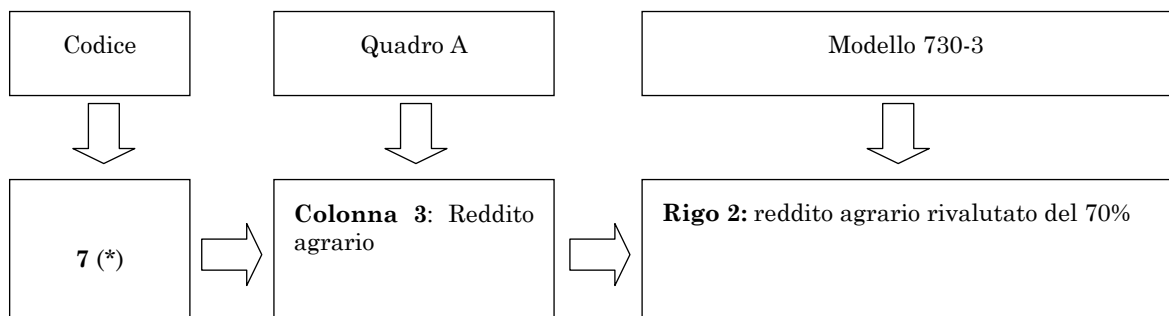 Codice
Quadro A
Modello 730-3
7 (*)
Colonna 3: Reddito
agrario
Rigo 2: reddito agrario rivalutato del 70%